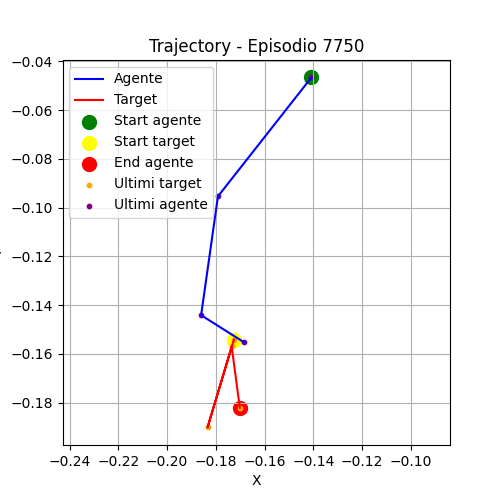 Trajectory - Episodio 7750
−0.04
−0.06
−0.08
−0.10
−0.12
−0.14
−0.16
−0.18
Agente
Target
Start agente
Start target
End agente
Ultimi target
Ultimi agente
−0.24 −0.22 −0.20 −0.18 −0.16 −0.14 −0.12 −0.10
X